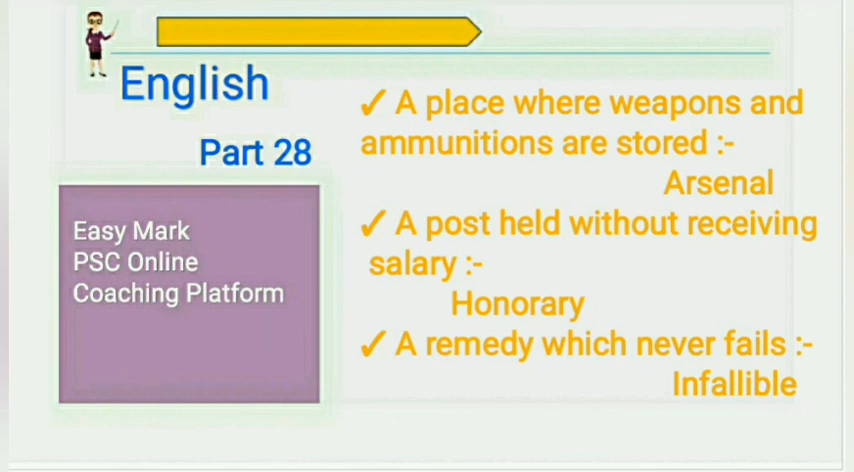 English
Part 28
Easy Mark
PSC Online
Coaching Platform
✓ A place where weapons and
ammunitions are stored :-
Arsenal
✓ A post held without receiving
salary :-
Honorary
✓ A remedy which never fails :-
Infallible